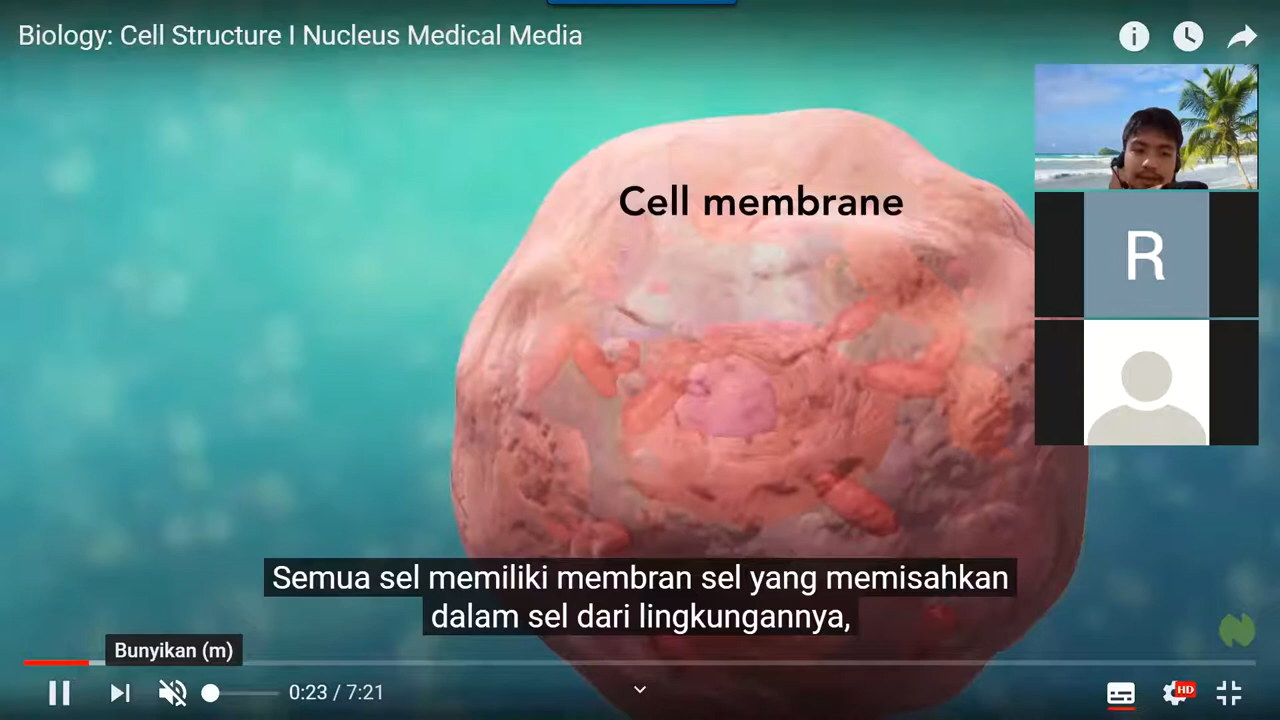 Biology: Cell Structure I Nucleus Medical Media
Cell membrane
R
Semua sel memiliki membran sel yang memisahkan
dalam sel dari lingkungannya,
Bunyikan (m)
0:23 / 7:21
HD